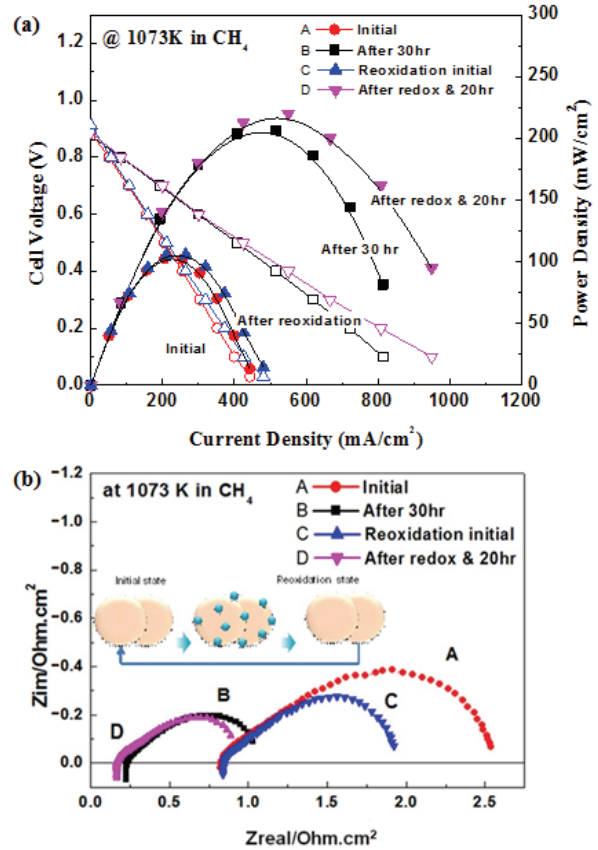 (a)
@ 1073K in CH4
A Initial
B After 30hr
C Reoxidation initial
D After redox & 20hr
After redox & 20hr
After 30 hr
After reoxidation
Initial
Cell Voltage (V)
1.2
1.0
0.8
0.6
0.4
0.2
0.0
Power Density (mW/cm²)
300
250
200
150
100
50
0
0 200 400 600 800 1000 1200
Current Density (mA/cm²)
(b)
at 1073 K in CH4
A Initial
B After 30hr
C Reoxidation initial
D After redox & 20hr
Initial state
Reoxidation state
A
B
C
D
Zim/Ohm.cm²
-1.2
-1.0
-0.8
-0.6
-0.4
-0.2
0.0
0.0 0.5 1.0 1.5 2.0 2.5
Zreal/Ohm.cm²